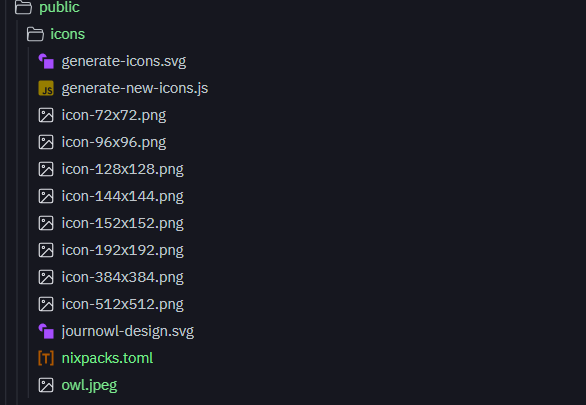 public
icons
generate-icons.svg
JS generate-new-icons.js
icon-72x72.png
icon-96x96.png
icon-128x128.png
icon-144x144.png
icon-152x152.png
icon-192x192.png
icon-384x384.png
icon-512x512.png
journowl-design.svg
[T] nixpacks.toml
owl.jpeg